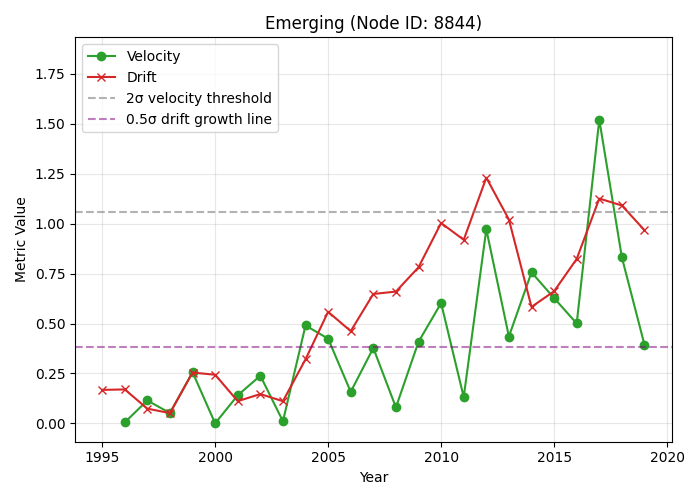 Emerging (Node ID: 8844)
Velocity
Drift
2σ velocity threshold
0.5σ drift growth line
Metric Value
1.75
1.50
1.25
1.00
0.75
0.50
0.25
0.00
1995 2000 2005 2010 2015 2020
Year